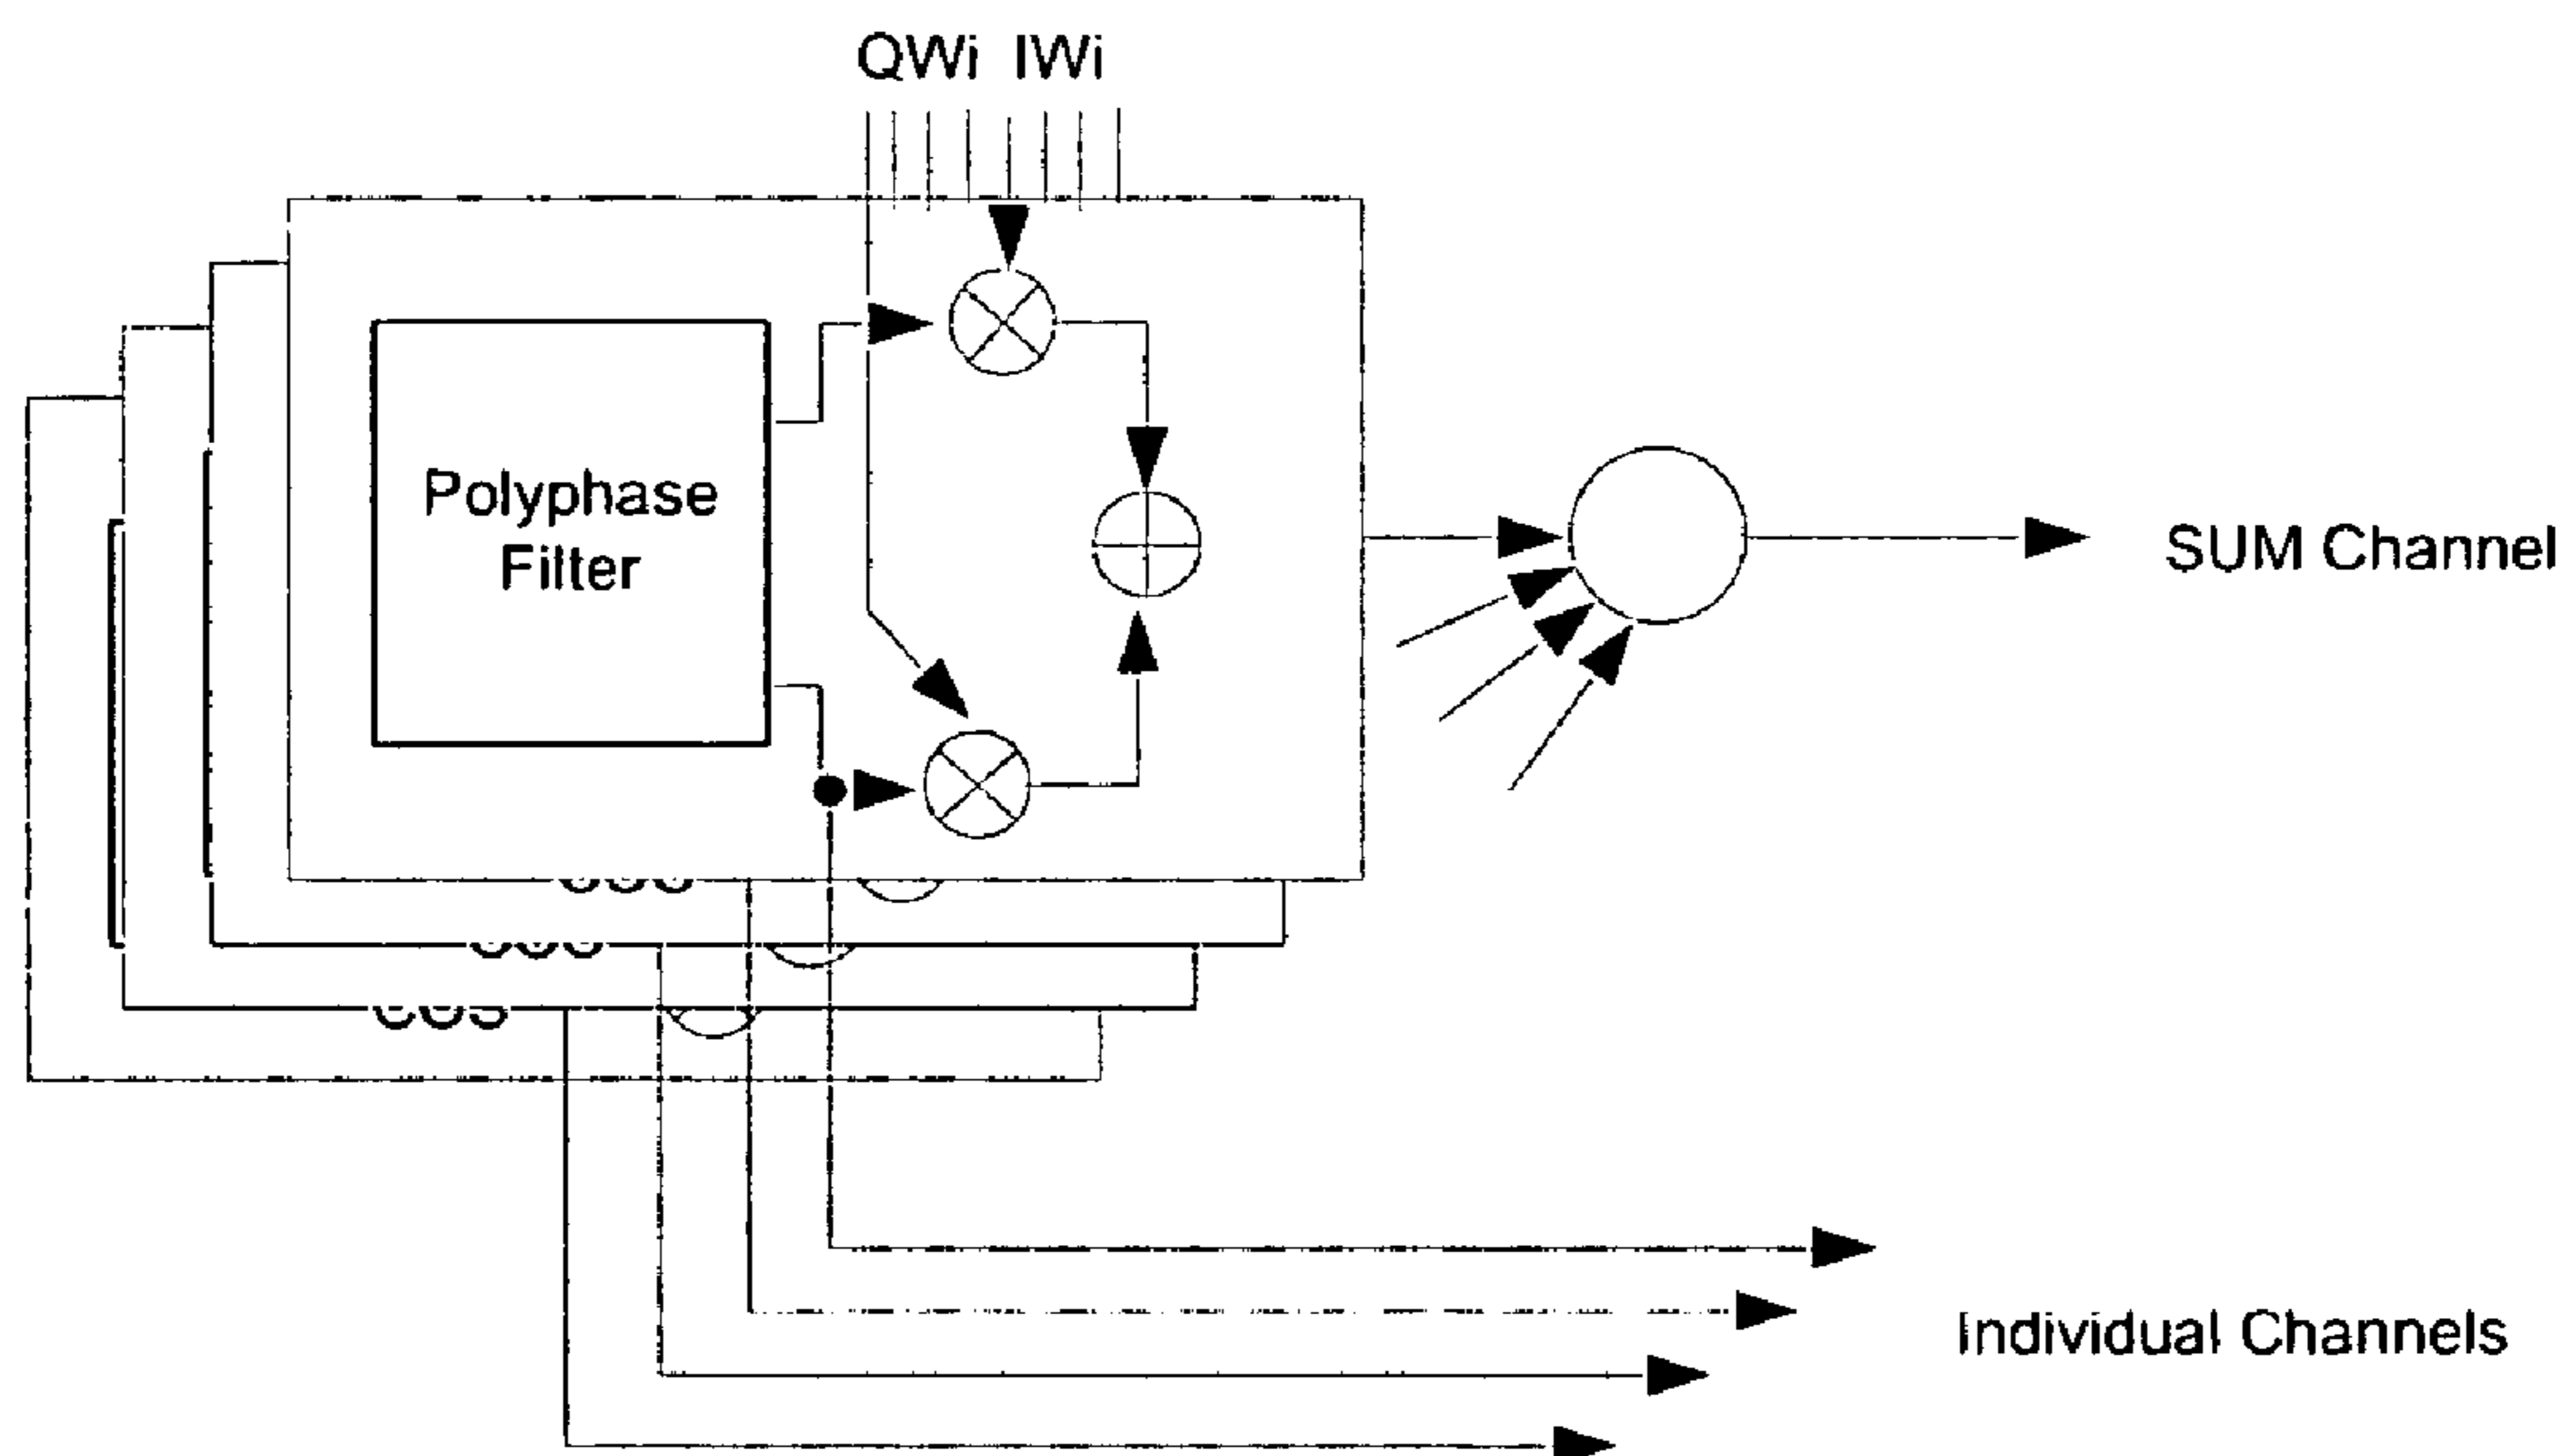 QWi IWi
Polyphase
Filter
SUM Channel
Individual Channels